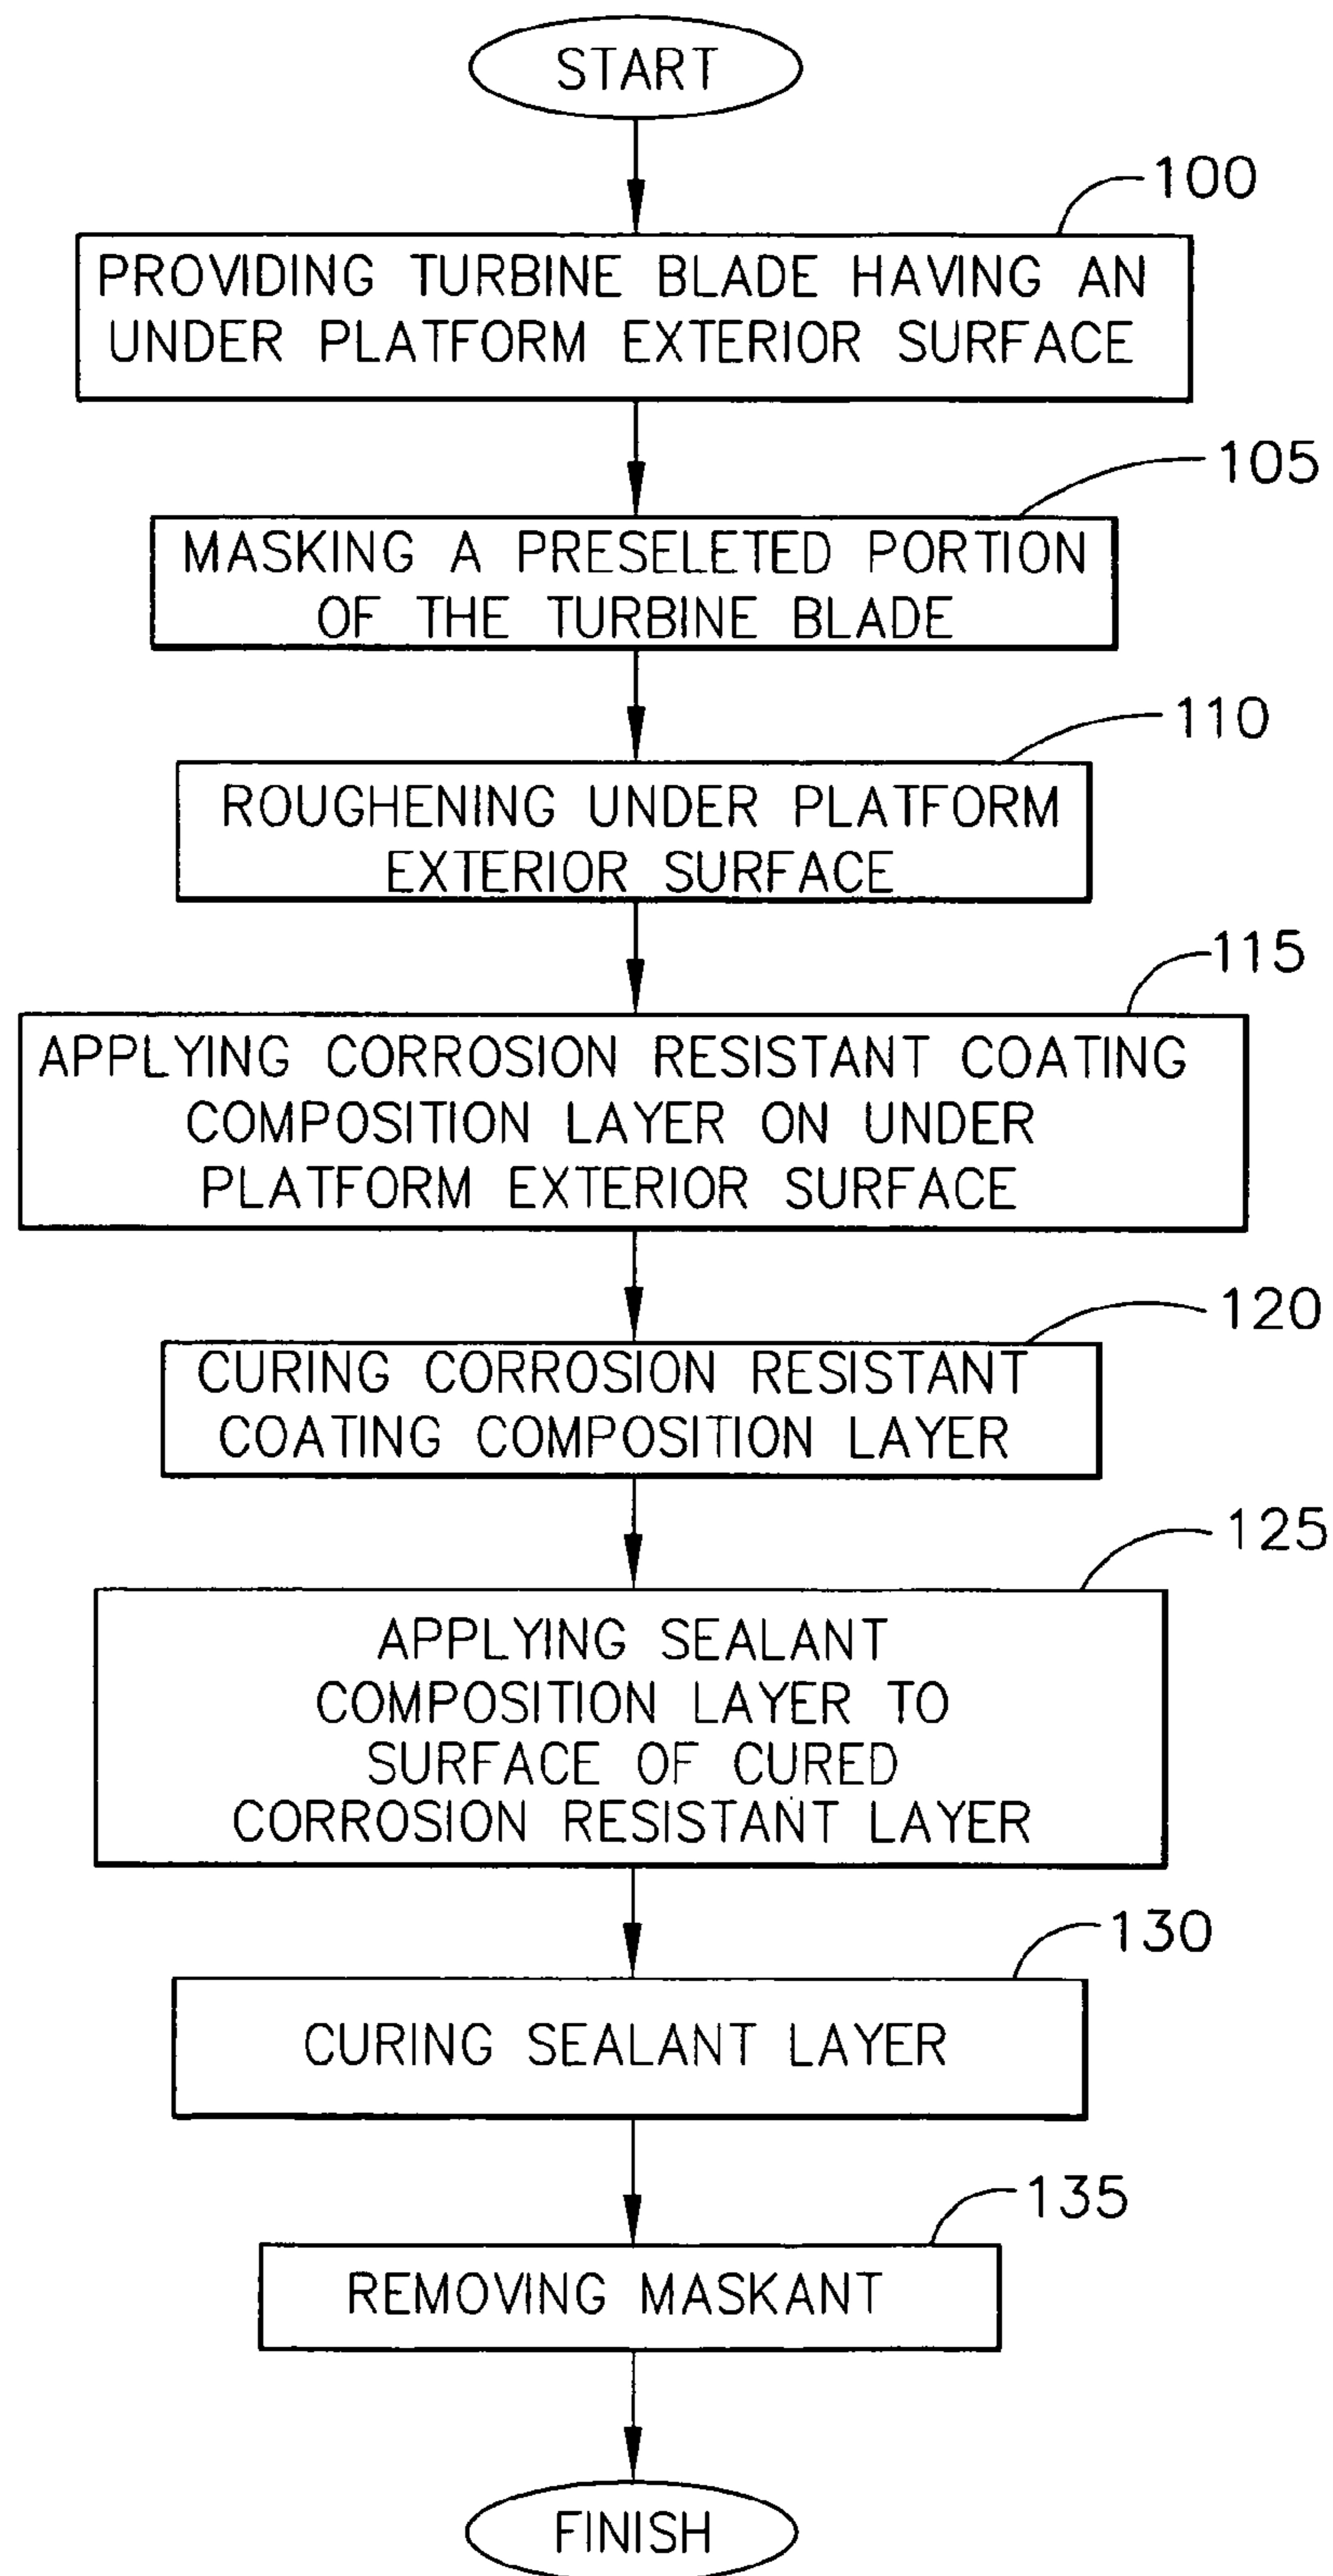 START
100
PROVIDING TURBINE BLADE HAVING AN
UNDER PLATFORM EXTERIOR SURFACE
105
MASKING A PRESELETED PORTION
OF THE TURBINE BLADE
110
ROUGHENING UNDER PLATFORM
EXTERIOR SURFACE
115
APPLYING CORROSION RESISTANT COATING
COMPOSITION LAYER ON UNDER
PLATFORM EXTERIOR SURFACE
120
CURING CORROSION RESISTANT
COATING COMPOSITION LAYER
125
APPLYING SEALANT
COMPOSITION LAYER TO
SURFACE OF CURED
CORROSION RESISTANT LAYER
130
CURING SEALANT LAYER
135
REMOVING MASKANT
FINISH